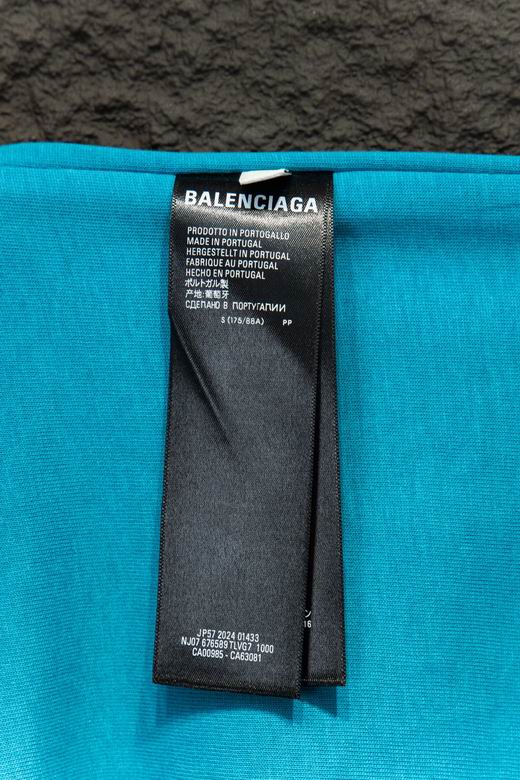 BALENCIAGA
PRODOTTO IN PORTOGALLO
MADE IN PORTUGAL
HERGESTELLT IN PORTUGAL
FABRIQUE AU PORTUGAL
HECHO EN PORTUGAL
ポルトガル製
产地:葡萄牙
СДЕЛАНО В ПОРТУГАЛИИ
S (175/88A) PP
ン
16
JP57 2024 01433
NJ07 676589 TLVG7 1000
CA00985 - CA63081